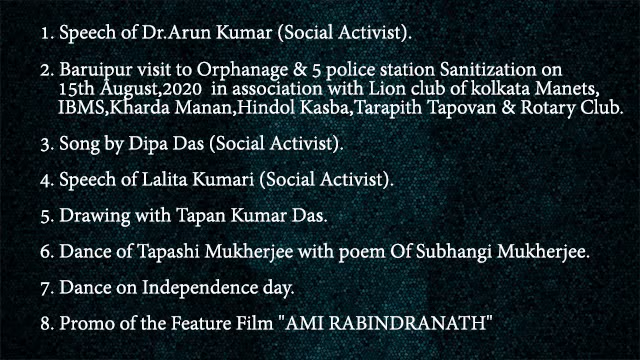 1. Speech of Dr.Arun Kumar (Social Activist).
2. Baruipur visit to Orphanage & 5 police station Sanitization on
15th August,2020 in association with Lion club of kolkata Manets,
IBMS,Kharda Manan,Hindol Kasba,Tarapith Tapovan & Rotary Club.
3. Song by Dipa Das (Social Activist).
4. Speech of Lalita Kumari (Social Activist).
5. Drawing with Tapan Kumar Das.
6. Dance of Tapashi Mukherjee with poem Of Subhangi Mukherjee.
7. Dance on Independence day.
8. Promo of the Feature Film "AMI RABINDRANATH"